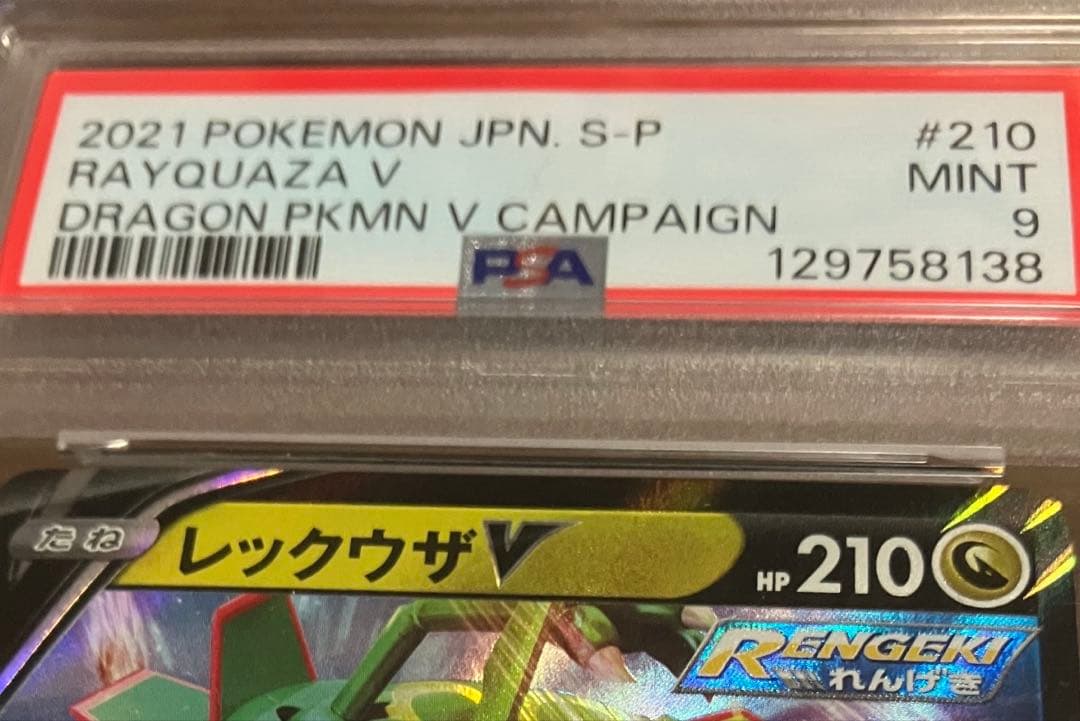 2021 POKEMON JPN. S-P #210
RAYQUAZA V MINT
DRAGON PKMN V CAMPAIGN 9
PSA 129758138
たね レックウザV HP 210
RENGEKI
れんげき